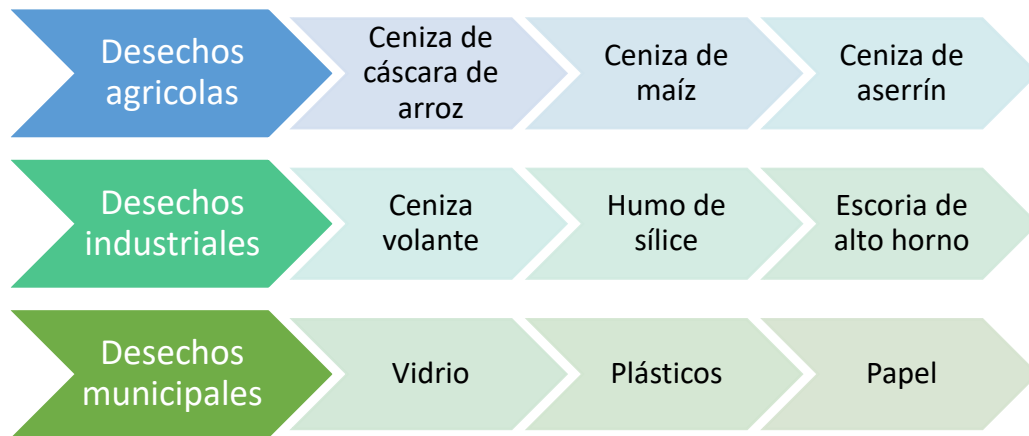 Desechos
agricolas
Ceniza de
cáscara de
arroz
Ceniza de
maíz
Ceniza de
aserrín
Desechos
industriales
Ceniza
volante
Humo de
sílice
Escoria de
alto horno
Desechos
municipales
Vidrio
Plásticos
Papel